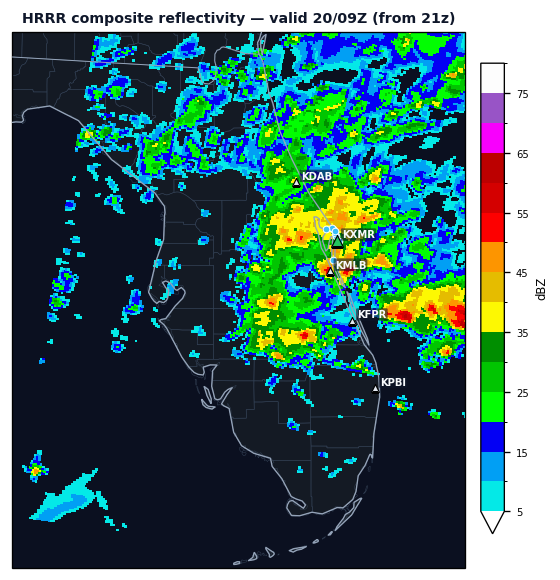 HRRR composite reflectivity — valid 20/09Z (from 21z)
KDAB
KXMR
KMLB
KFPR
KPBI
75
65
55
45
35
25
15
5
dBZ